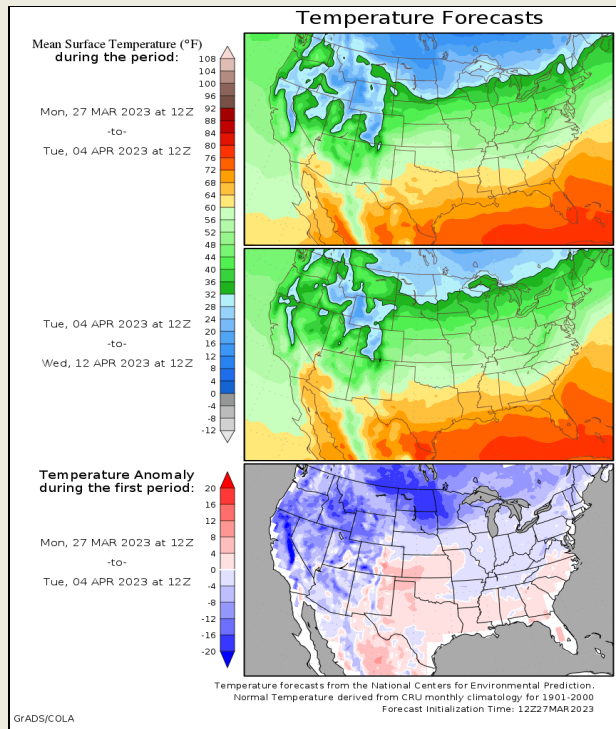 Temperature Forecasts
Mean Surface Temperature (°F)
during the period:
Mon, 27 MAR 2023 at 12Z
-to-
Tue, 04 APR 2023 at 12Z
108
104
100
96
92
88
84
80
76
72
68
64
60
56
52
48
44
40
36
32
28
24
20
16
12
8
4
0
-4
-8
-12
Tue, 04 APR 2023 at 12Z
-to-
Wed, 12 APR 2023 at 12Z
Temperature Anomaly
during the first period:
Mon, 27 MAR 2023 at 12Z
-to-
Tue, 04 APR 2023 at 12Z
20
16
12
8
4
0
-4
-8
-12
-16
-20
Temperature forecasts from the National Centers for Environmental Prediction.
Normal Temperature derived from CRU monthly climatology for 1901-2000
Forecast Initialization Time: 12Z27MAR2023
GrADS/COLA